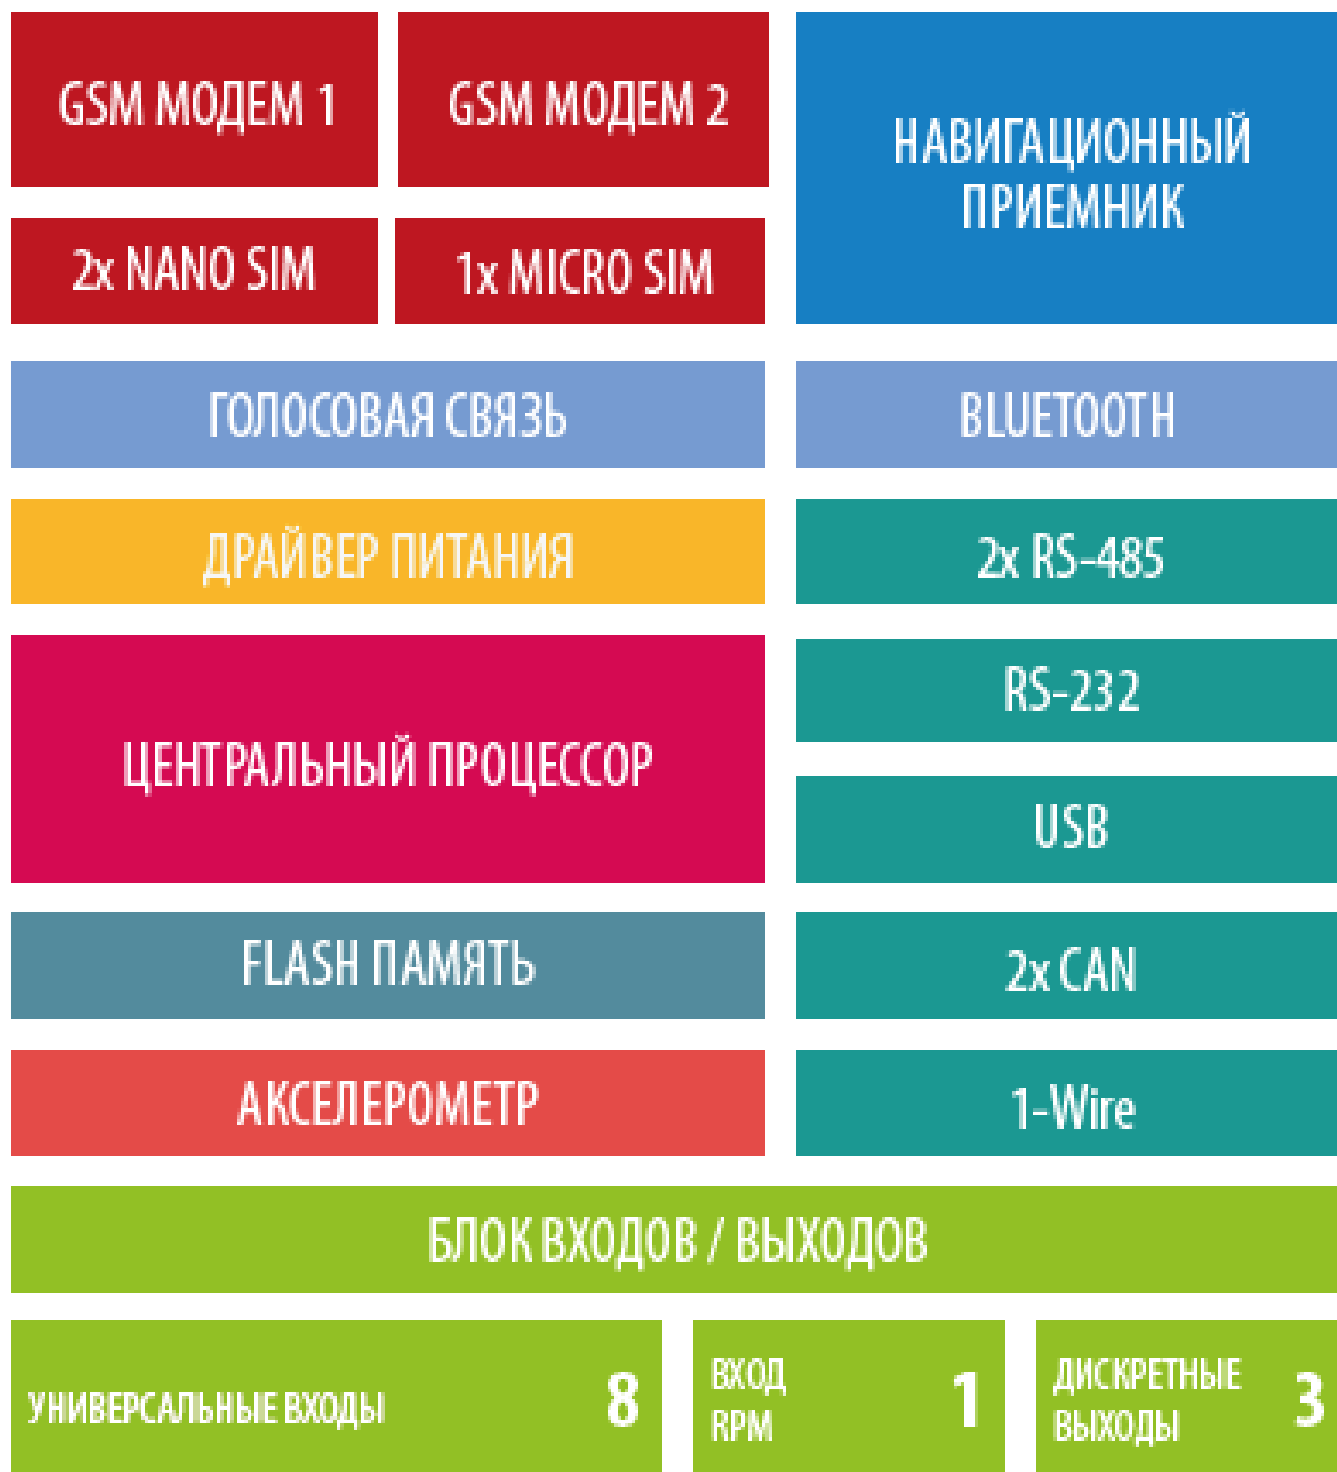 GSM МОДЕМ 1
GSM МОДЕМ 2
НАВИГАЦИОННЫЙ
ПРИЕМНИК
2x NANO SIM
1x MICRO SIM
ГОЛОСОВАЯ СВЯЗЬ
BLUETOOTH
ДРАЙВЕР ПИТАНИЯ
2x RS-485
ЦЕНТРАЛЬНЫЙ ПРОЦЕССОР
RS-232
USB
FLASH ПАМЯТЬ
2x CAN
АКСЕЛЕРОМЕТР
1-Wire
БЛОК ВХОДОВ / ВЫХОДОВ
УНИВЕРСАЛЬНЫЕ ВХОДЫ 8
ВХОД
RPM
1
ДИСКРЕТНЫЕ
ВЫХОДЫ
3